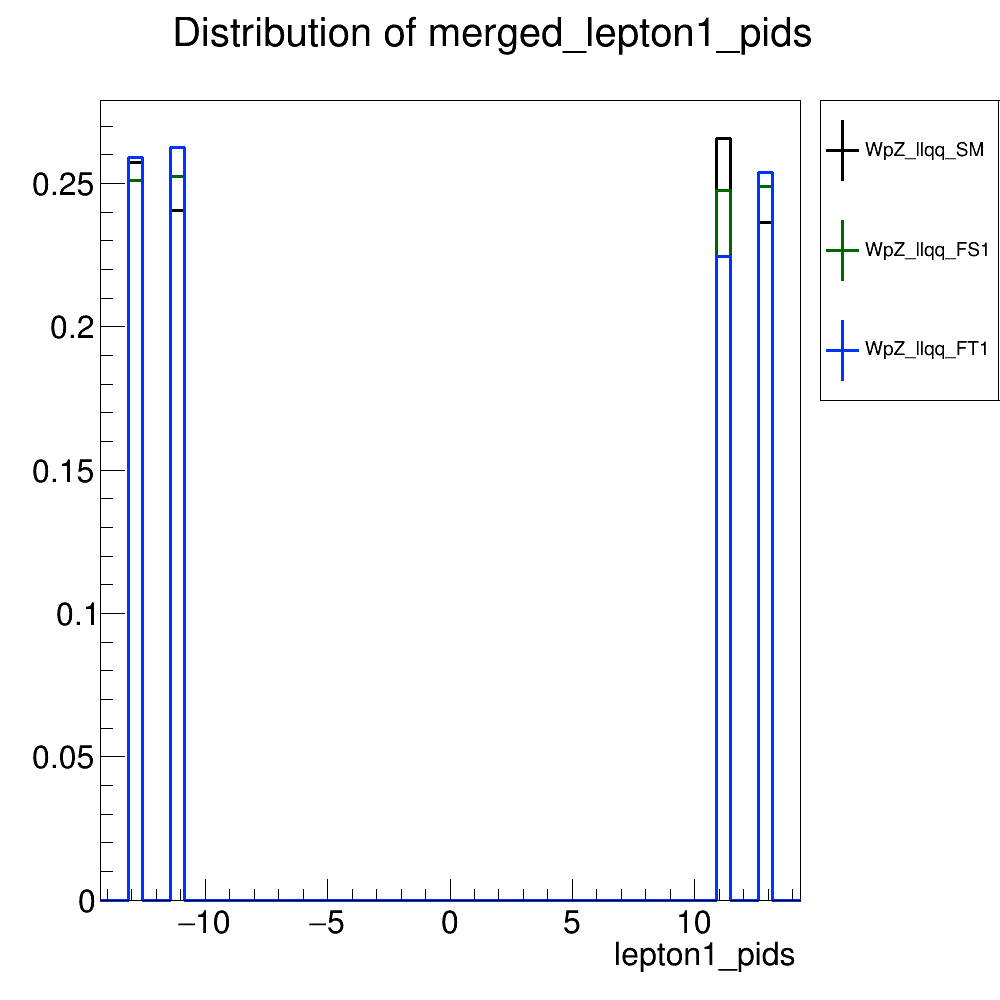 Distribution of merged_lepton1_pids
WpZ_llqq_SM
WpZ_llqq_FS1
WpZ_llqq_FT1
0.25
0.2
0.15
0.1
0.05
0
−10 −5 0 5 10
lepton1_pids